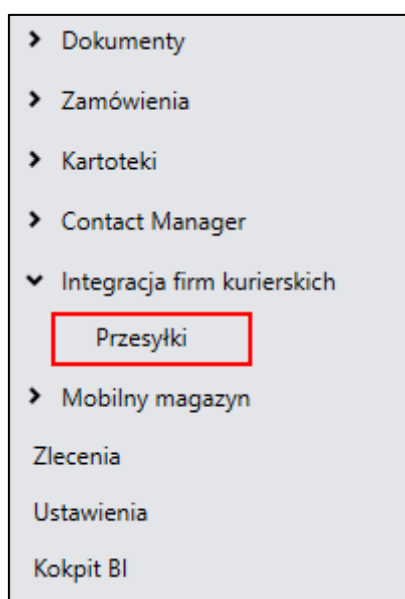 Dokumenty
Zamówienia
Kartoteki
Contact Manager
Integracja firm kurierskich
Przesyłki
Mobilny magazyn
Zlecenia
Ustawienia
Kokpit BI